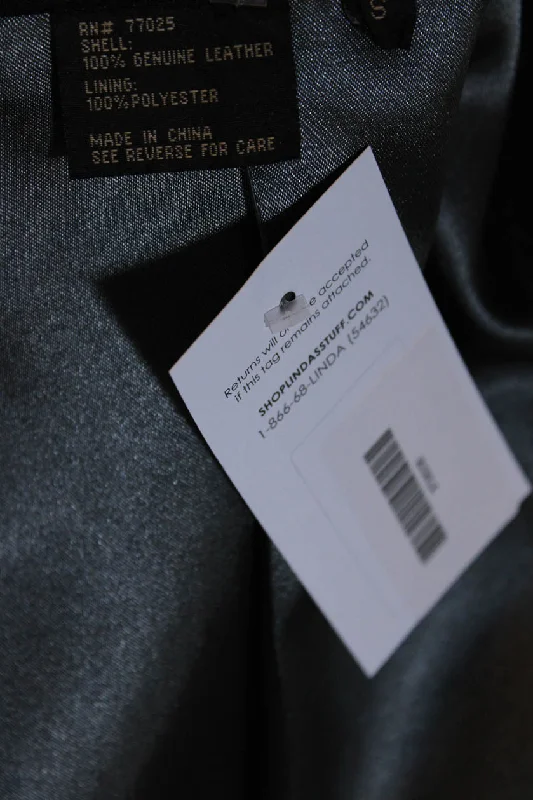 RN# 77025
SHELL:
100% GENUINE LEATHER
LINING:
100%POLYESTER
MADE IN CHINA
SEE REVERSE FOR CARE
S
Returns will accepted
if this tag remains attached.
SHOPLINDASSTUFF.COM
1-866-68-LINDA (54632)